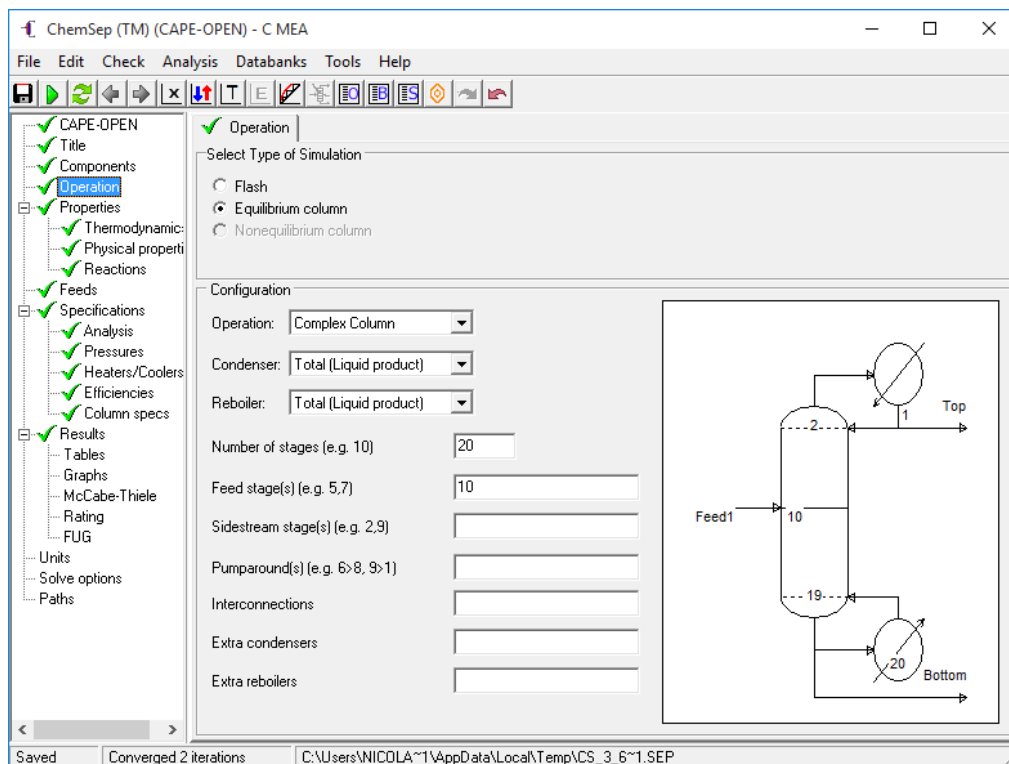 ChemSep (TM) (CAPE-OPEN) - C MEA
File Edit Check Analysis Databanks Tools Help
T E O B S
CAPE-OPEN
Title
Components
Operation
Properties
Thermodynamic:
Physical properti
Reactions
Feeds
Specifications
Analysis
Pressures
Heaters/Coolers
Efficiencies
Column specs
Results
Tables
Graphs
McCabe-Thiele
Rating
FUG
Units
Solve options
Paths
Operation
Select Type of Simulation
Flash
Equilibrium column
Nonequilibrium column
Configuration
Operation: Complex Column
Condenser: Total (Liquid product)
Reboiler: Total (Liquid product)
Number of stages (e.g. 10) 20
Feed stage(s) (e.g. 5,7) 10
Sidestream stage(s) (e.g. 2,9)
Pumparound(s) (e.g. 6>8, 9>1)
Interconnections
Extra condensers
Extra reboilers
1
Top
2
Feed1
10
19
20
Bottom
Saved Converged 2 iterations C:\Users\NICOLA~1\AppData\Local\Temp\CS_3_6~1.SEP